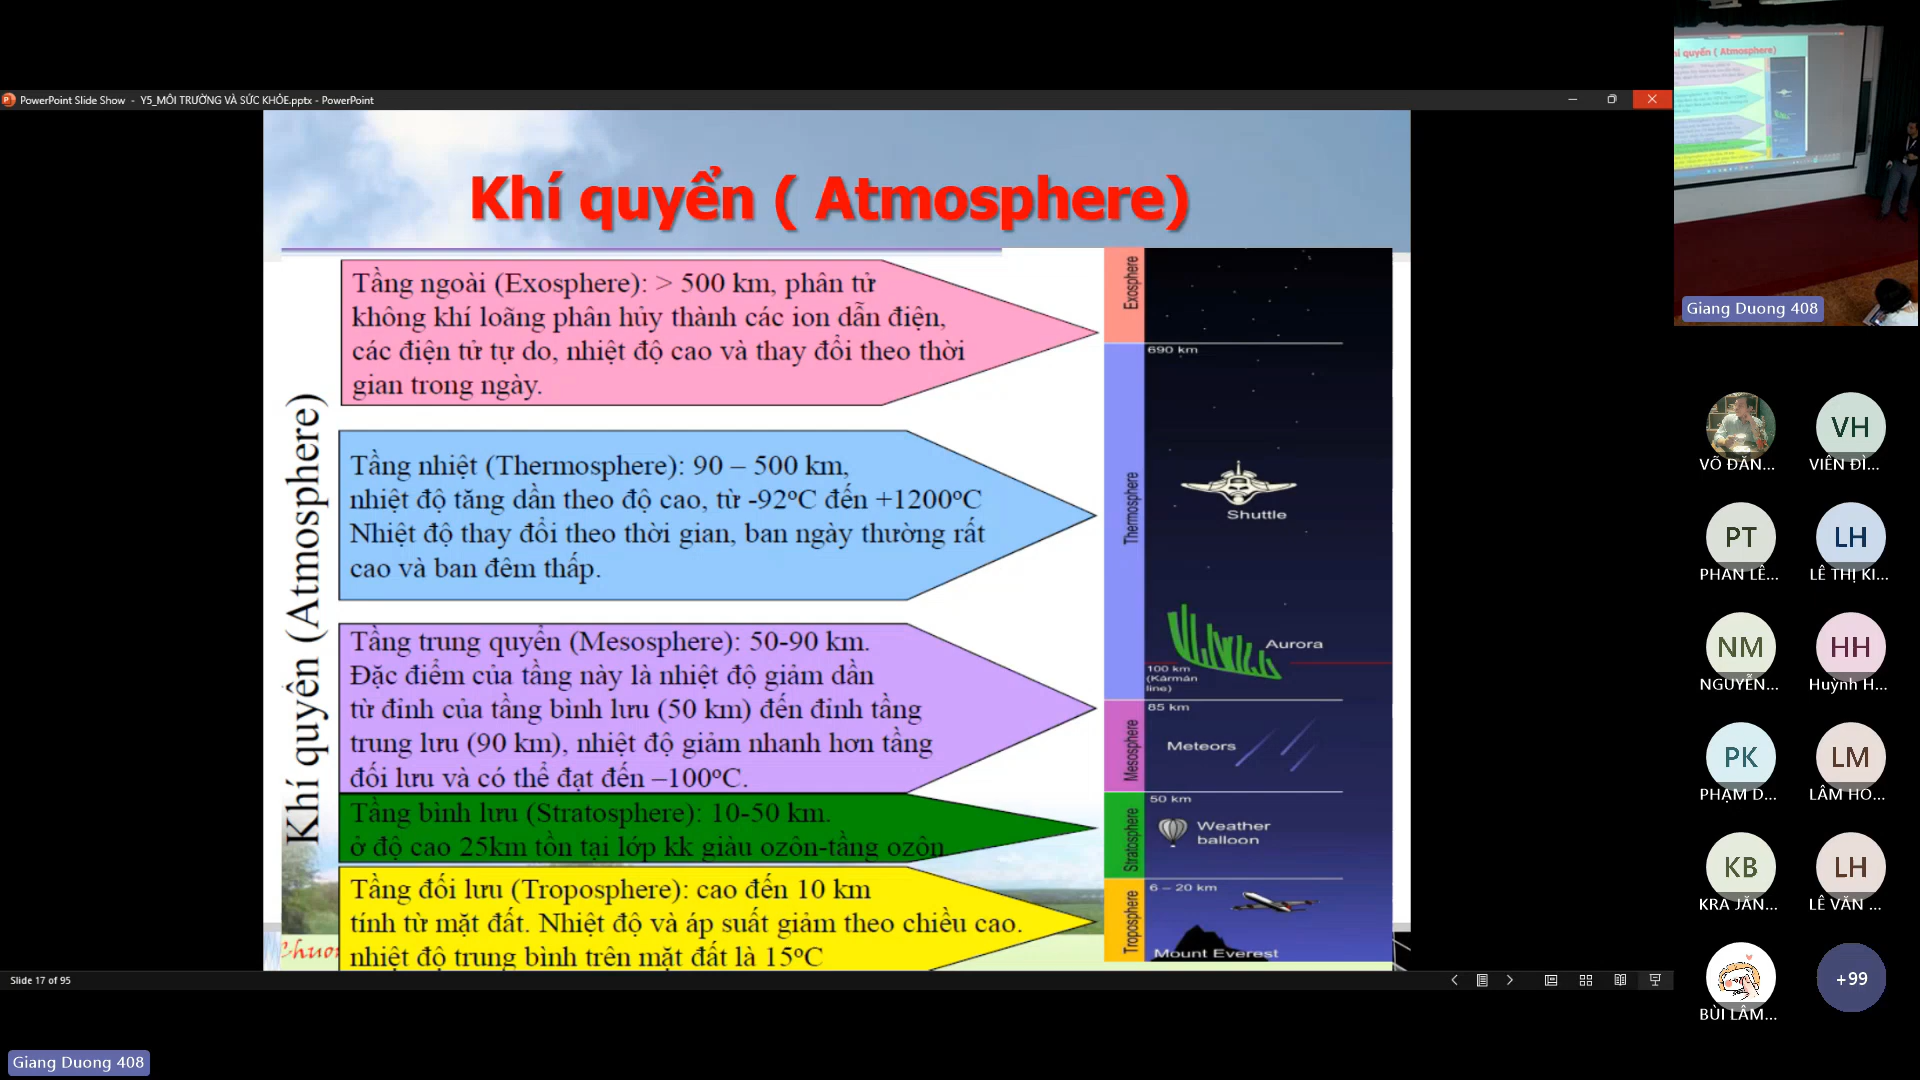 PowerPoint Slide Show - Y5_MÔI TRƯỜNG VÀ SỨC KHỎE.pptx - PowerPoint
Khí quyển ( Atmosphere)
Khí quyển (Atmosphere)
Tầng ngoài (Exosphere): > 500 km, phân tử
không khí loãng phân hủy thành các ion dẫn điện,
các điện tử tự do, nhiệt độ cao và thay đổi theo thời
gian trong ngày.
Tầng nhiệt (Thermosphere): 90 – 500 km,
nhiệt độ tăng dần theo độ cao, từ -92ºC đến +1200ºC
Nhiệt độ thay đổi theo thời gian, ban ngày thường rất
cao và ban đêm thấp.
Tầng trung quyển (Mesosphere): 50-90 km.
Đặc điểm của tầng này là nhiệt độ giảm dần
từ đỉnh của tầng bình lưu (50 km) đến đỉnh tầng
trung lưu (90 km), nhiệt độ giảm nhanh hơn tầng
đối lưu và có thể đạt đến –100ºC.
Tầng bình lưu (Stratosphere): 10-50 km.
ở độ cao 25km tồn tại lớp kk giàu ozôn-tầng ozôn
Tầng đối lưu (Troposphere): cao đến 10 km
tính từ mặt đất. Nhiệt độ và áp suất giảm theo chiều cao.
nhiệt độ trung bình trên mặt đất là 15ºC
Exosphere
690 km
Thermosphere
Shuttle
Aurora
100 km
(Kármán
line)
85 km
Mesosphere
Meteors
50 km
Stratosphere
Weather
balloon
6 – 20 km
Troposphere
Mount Everest
Slide 17 of 95
Giang Duong 408
Giang Duong 408
VH
VÕ ĐĂN...
VIÊN ĐÌ...
PT
LH
PHAN LÊ...
LÊ THỊ KI...
NM
HH
NGUYỄN...
Huỳnh H...
PK
LM
PHẠM D...
LÂM HO...
KB
LH
KRA JĂN...
LÊ VĂN ...
+99
BÙI LÂM...